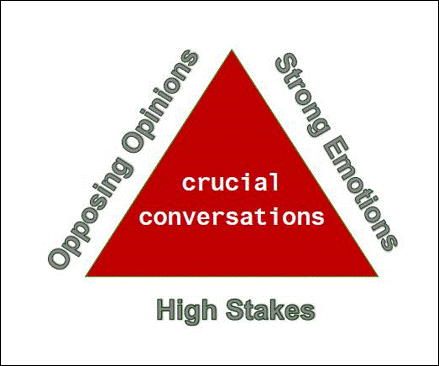 Opposing Opinions
Strong Emotions
crucial
conversations
High Stakes